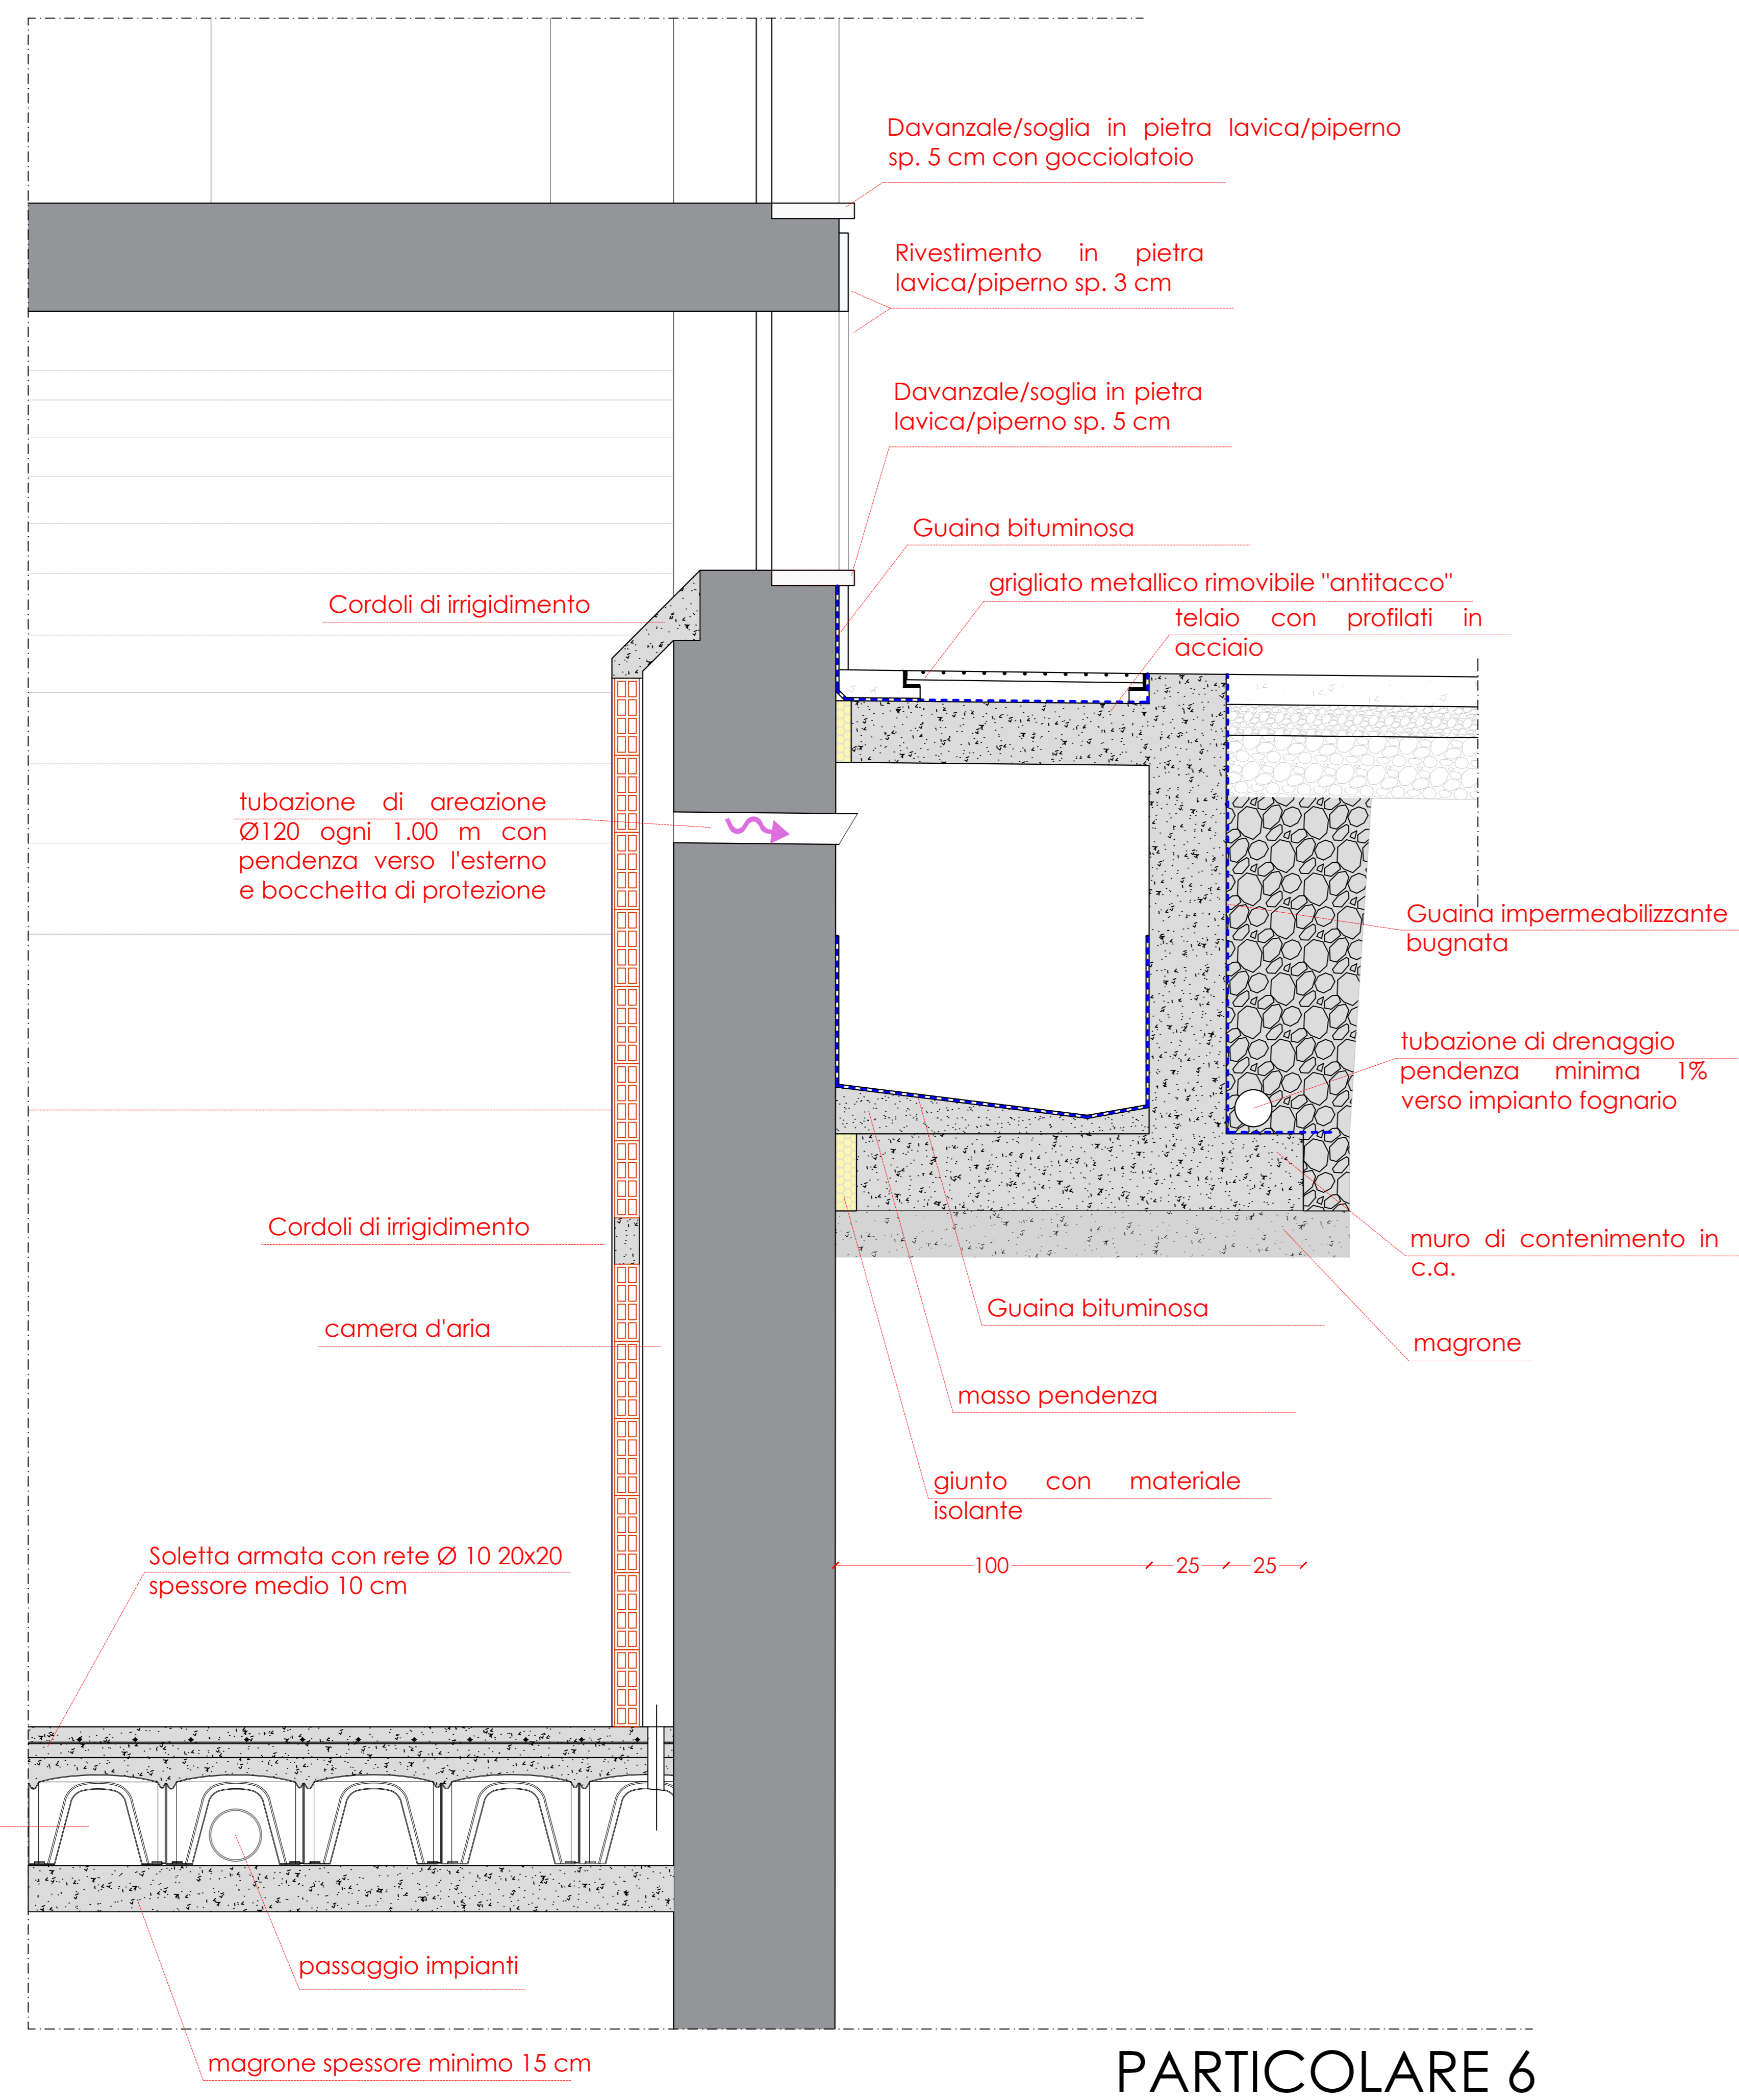 Davanzale/soglia in pietra lavica/piperno
sp. 5 cm con gocciolatoio
Rivestimento in pietra
lavica/piperno sp. 3 cm
Davanzale/soglia in pietra
lavica/piperno sp. 5 cm
Guaina bituminosa
grigliato metallico rimovibile "antitacco"
Cordoli di irrigidimento
telaio con profilati in
acciaio
tubazione di areazione
Ø120 ogni 1.00 m con
pendenza verso l'esterno
e bocchetta di protezione
Guaina impermeabilizzante
bugnata
tubazione di drenaggio
pendenza minima 1%
verso impianto fognario
Cordoli di irrigidimento
muro di contenimento in
c.a.
Guaina bituminosa
camera d'aria
magrone
masso pendenza
giunto con materiale
isolante
Soletta armata con rete Ø 10 20x20
spessore medio 10 cm
100 25 25
passaggio impianti
magrone spessore minimo 15 cm
PARTICOLARE 6